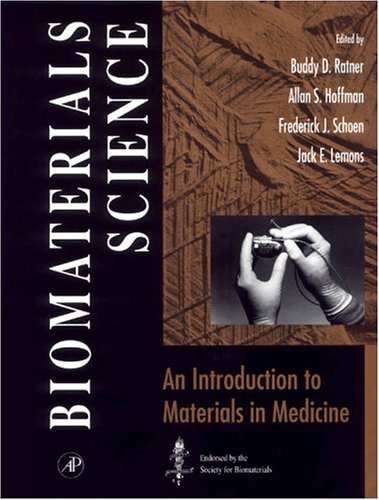 BIOMATERIALS
SCIENCE
Edited by
Buddy D. Ratner
Allan S. Hoffman
Frederick J. Schoen
Jack E. Lemons
An Introduction to
Materials in Medicine
AP
Endorsed by the
Society for Biomaterials